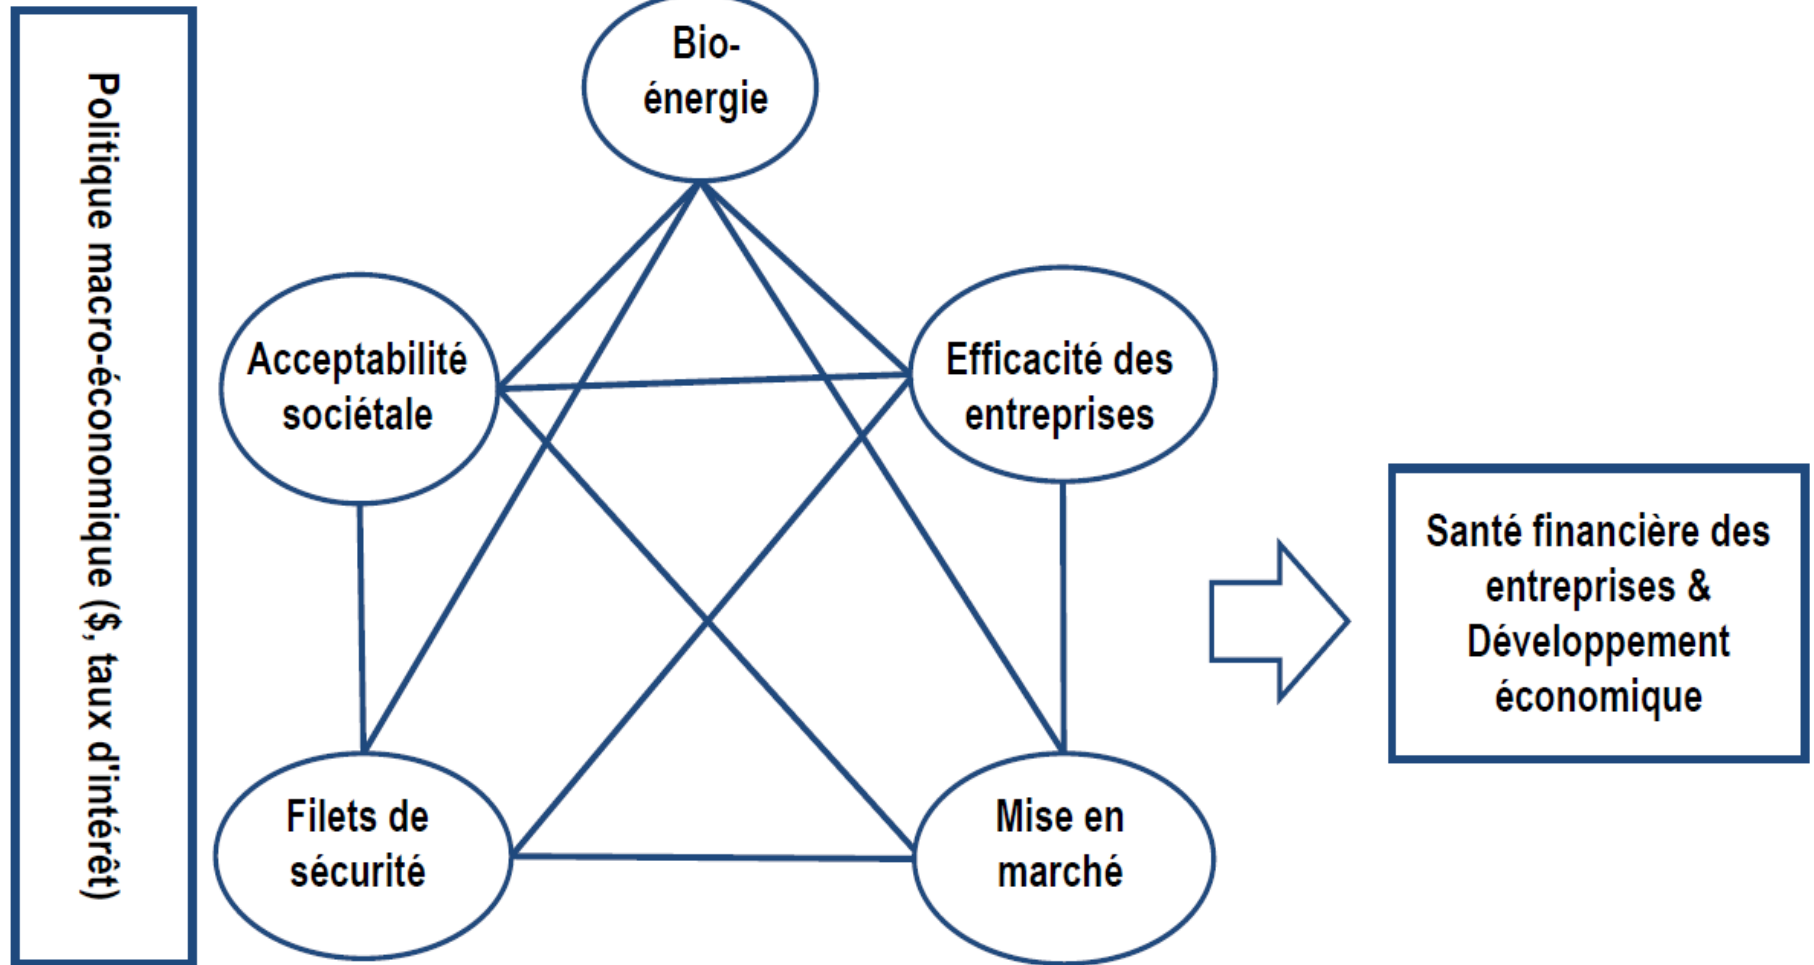 Politique macro-économique ($, taux d'intérêt)
Bio-
énergie
Acceptabilité
sociétale
Efficacité des
entreprises
Filets de
sécurité
Mise en
marché
Santé financière des
entreprises &
Développement
économique